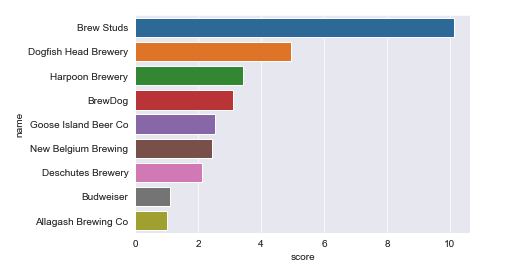 Brew Studs
Dogfish Head Brewery
Harpoon Brewery
BrewDog
Goose Island Beer Co
New Belgium Brewing
Deschutes Brewery
Budweiser
Allagash Brewing Co
name
0 2 4 6 8 10
score